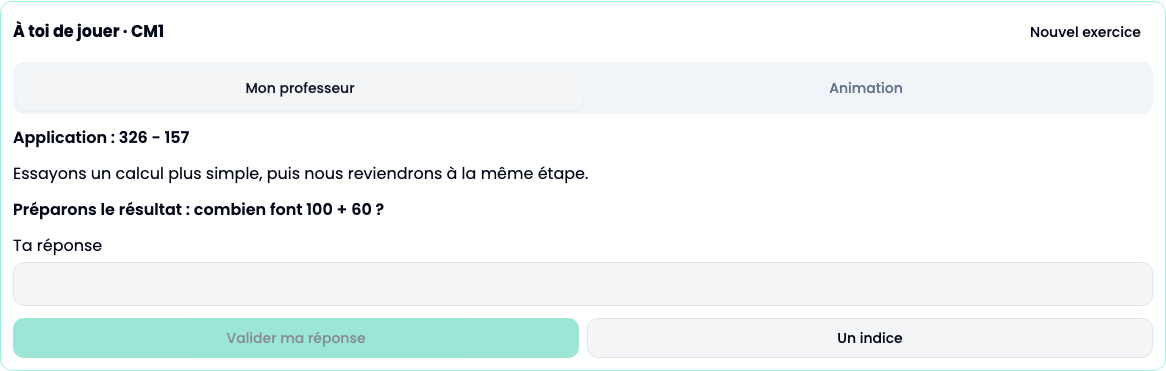 À toi de jouer · CM1
Nouvel exercice
Mon professeur
Animation
Application : 326 − 157
Essayons un calcul plus simple, puis nous reviendrons à la même étape.
Préparons le résultat : combien font 100 + 60 ?
Ta réponse
Valider ma réponse
Un indice